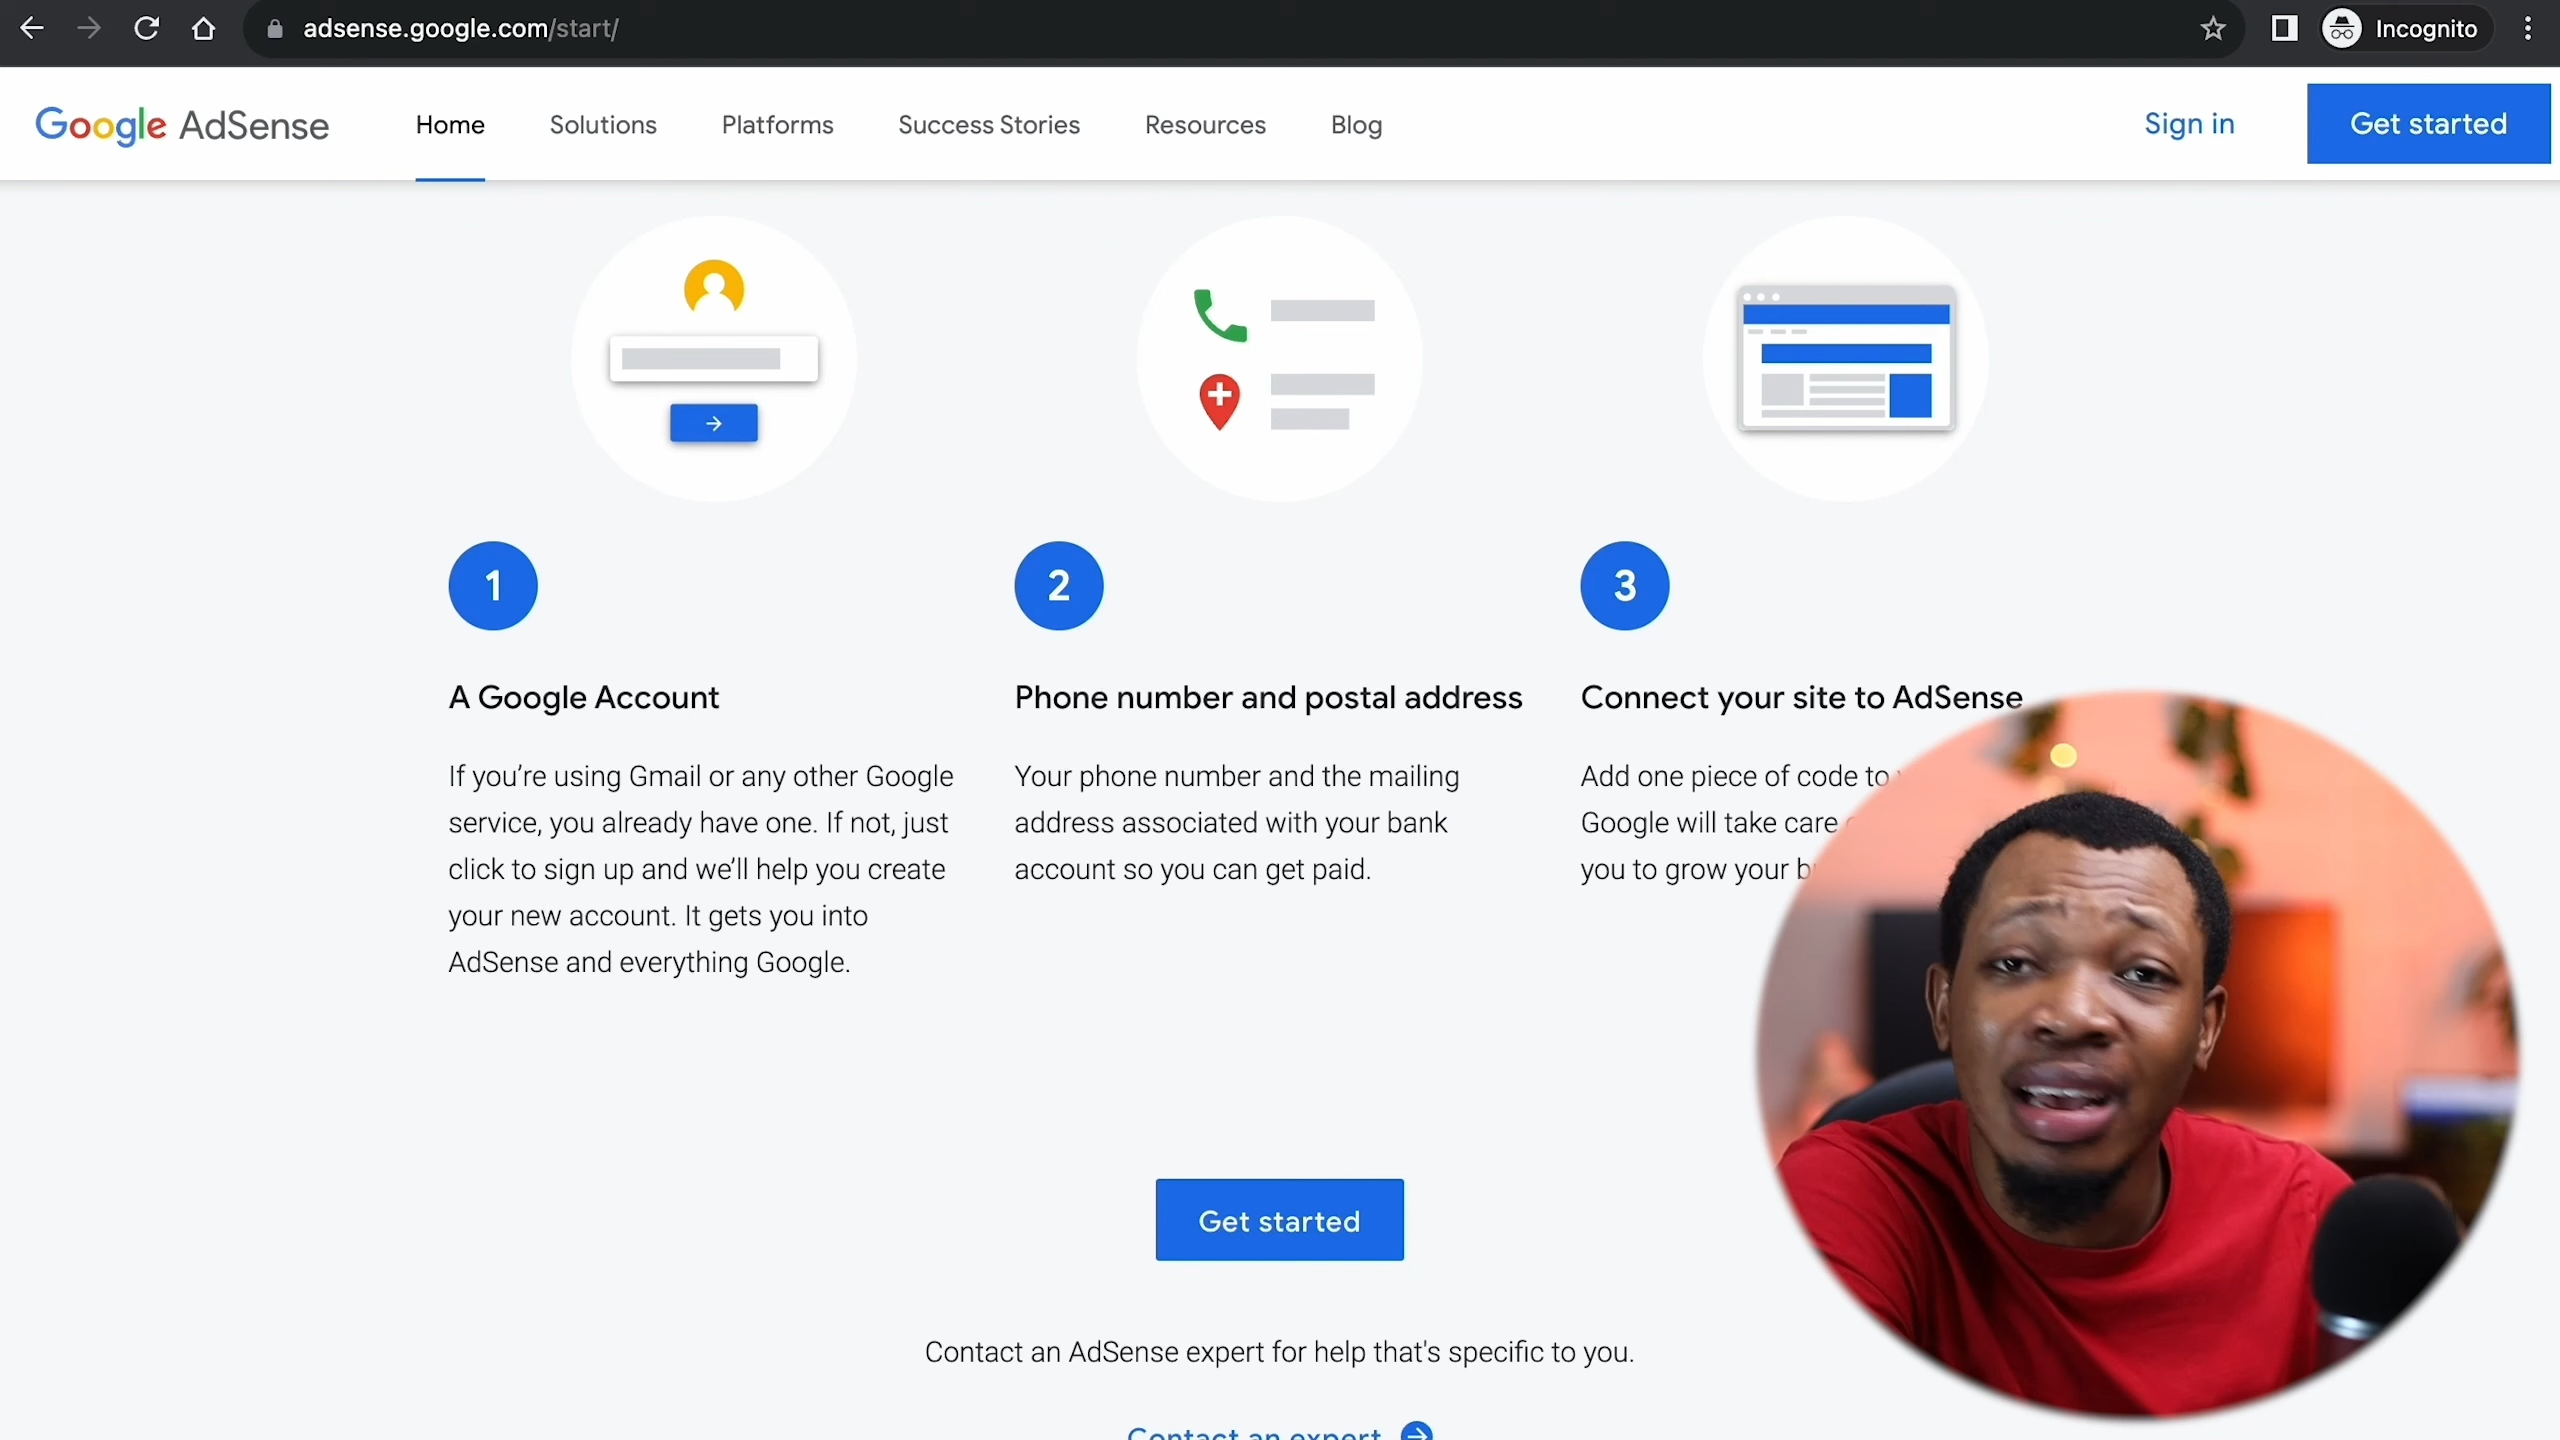 adsense.google.com/start/
Incognito
Google AdSense
Home
Solutions
Platforms
Success Stories
Resources
Blog
Sign in
Get started
1
2
3
A Google Account
If you’re using Gmail or any other Google
service, you already have one. If not, just
click to sign up and we’ll help you create
your new account. It gets you into
AdSense and everything Google.
Phone number and postal address
Your phone number and the mailing
address associated with your bank
account so you can get paid.
Connect your site to AdSense
Add one piece of code to
Google will take care
you to grow your
Get started
Contact an AdSense expert for help that's specific to you.
Contact an expert